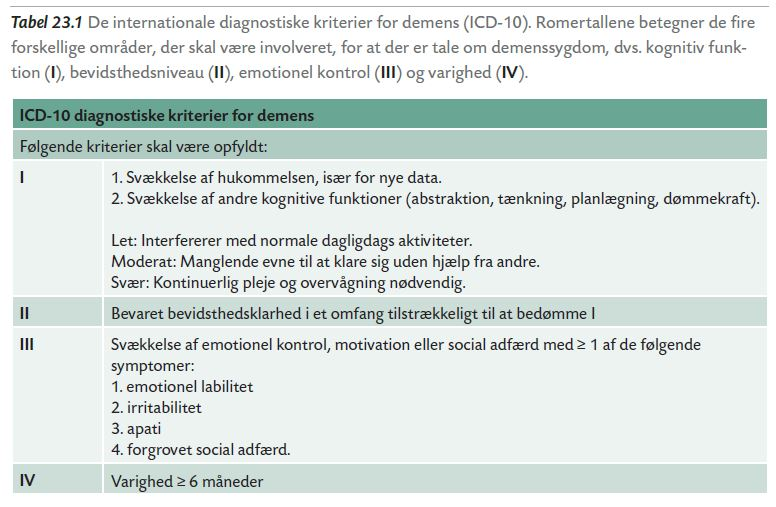 Tabel 23.1 De internationale diagnostiske kriterier for demens (ICD-10). Romertallene betegner de fire
forskellige områder, der skal være involveret, for at der er tale om demenssygdom, dvs. kognitiv funk-
tion (I), bevidsthedsniveau (II), emotionel kontrol (III) og varighed (IV).
ICD-10 diagnostiske kriterier for demens
Følgende kriterier skal være opfyldt:
I
1. Svækkelse af hukommelsen, især for nye data.
2. Svækkelse af andre kognitive funktioner (abstraktion, tænkning, planlægning, dømmekraft).
Let: Interfererer med normale dagligdags aktiviteter.
Moderat: Manglende evne til at klare sig uden hjælp fra andre.
Svær: Kontinuerlig pleje og overvågning nødvendig.
II
Bevaret bevidsthedsklarhed i et omfang tilstrækkeligt til at bedømme I
III
Svækkelse af emotionel kontrol, motivation eller social adfærd med ≥ 1 af de følgende
symptomer:
1. emotionel labilitet
2. irritabilitet
3. apati
4. forgrovet social adfærd.
IV
Varighed ≥ 6 måneder